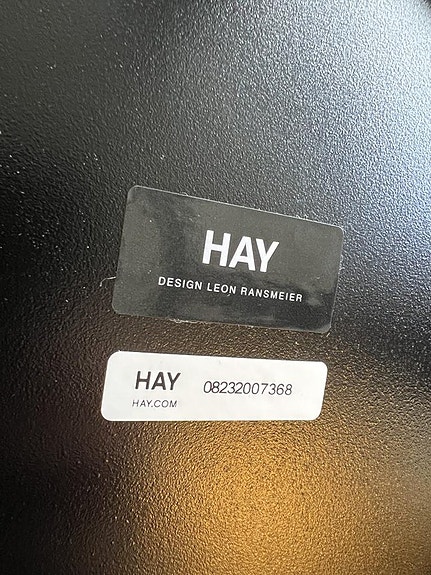 HAY
DESIGN LEON RANSMEIER
HAY 08232007368
HAY.COM